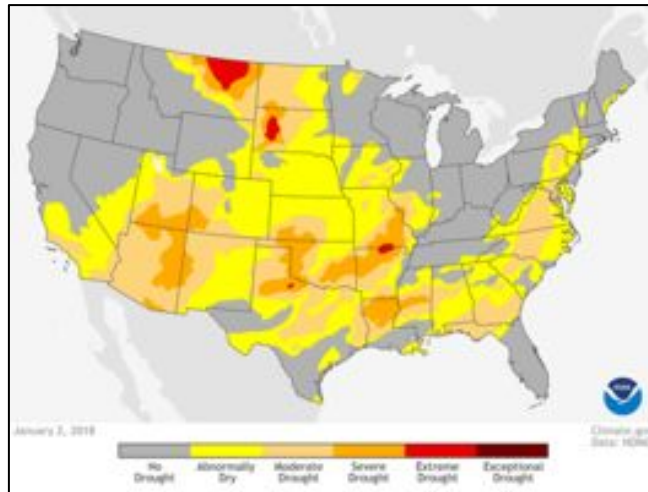 January 2, 2018
Climate.gov
Data: NDMC
No
Drought
Abnormally
Dry
Moderate
Drought
Severe
Drought
Extreme
Drought
Exceptional
Drought